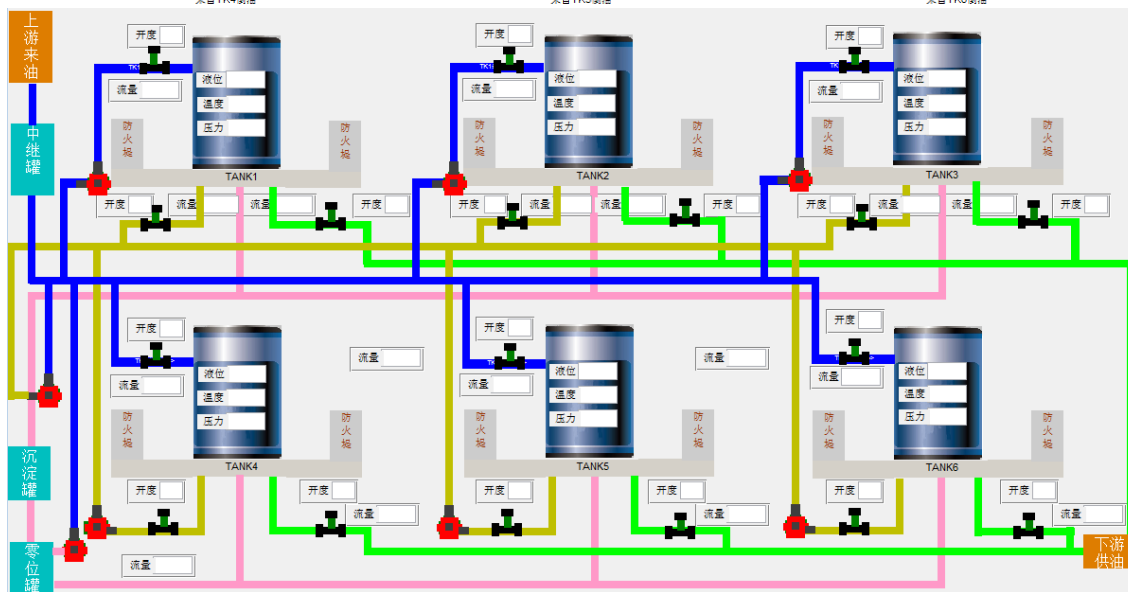 上游来油
开度
开度
开度
流量
流量
流量
液位
温度
压力
液位
温度
压力
液位
温度
压力
中继罐
防火堤
防火堤
防火堤
防火堤
防火堤
防火堤
TANK1
TANK2
TANK3
开度
流量
流量
开度
开度
流量
流量
开度
开度
流量
流量
开度
开度
开度
开度
流量
流量
流量
流量
流量
液位
温度
压力
液位
温度
压力
液位
温度
压力
防火堤
防火堤
防火堤
防火堤
防火堤
防火堤
沉淀罐
TANK4
TANK5
TANK6
开度
开度
开度
开度
开度
开度
流量
流量
流量
零位罐
流量
下游供油